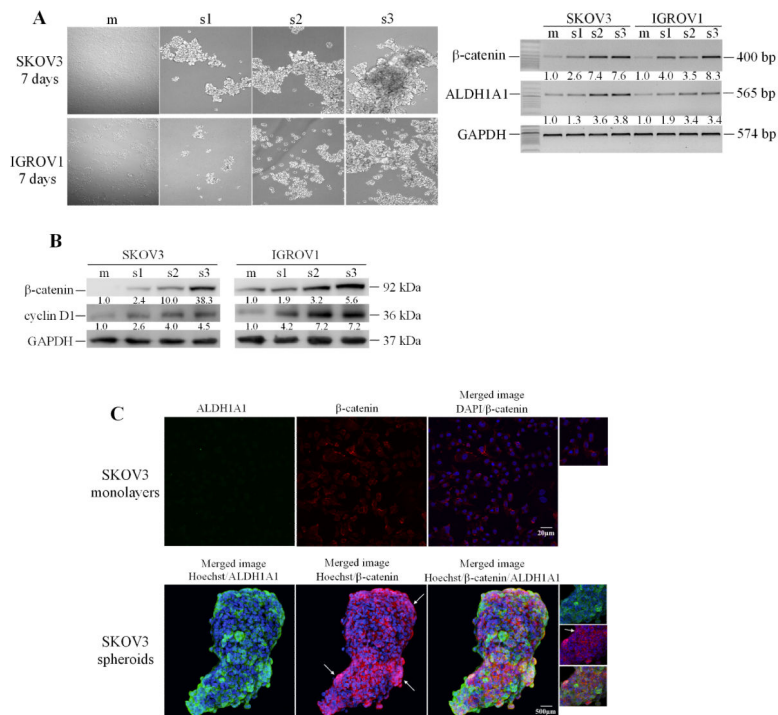 A
m s1 s2 s3
SKOV3
7 days
IGROV1
7 days
SKOV3 IGROV1
m s1 s2 s3 m s1 s2 s3
β-catenin 400 bp
1.0 2.6 7.4 7.6 1.0 4.0 3.5 8.3
ALDH1A1 565 bp
1.0 1.3 3.6 3.8 1.0 1.9 3.4 3.4
GAPDH 574 bp
B
SKOV3 IGROV1
m s1 s2 s3 m s1 s2 s3
β-catenin 92 kDa
1.0 2.4 10.0 38.3 1.0 1.9 3.2 5.6
cyclin D1 36 kDa
1.0 2.6 4.0 4.5 1.0 4.2 7.2 7.2
GAPDH 37 kDa
C
ALDH1A1 β-catenin Merged image
DAPI/β-catenin
SKOV3
monolayers
20μm
Merged image Merged image Merged image
Hoechst/ALDH1A1 Hoechst/β-catenin Hoechst/β-catenin/ALDH1A1
SKOV3
spheroids
500μm